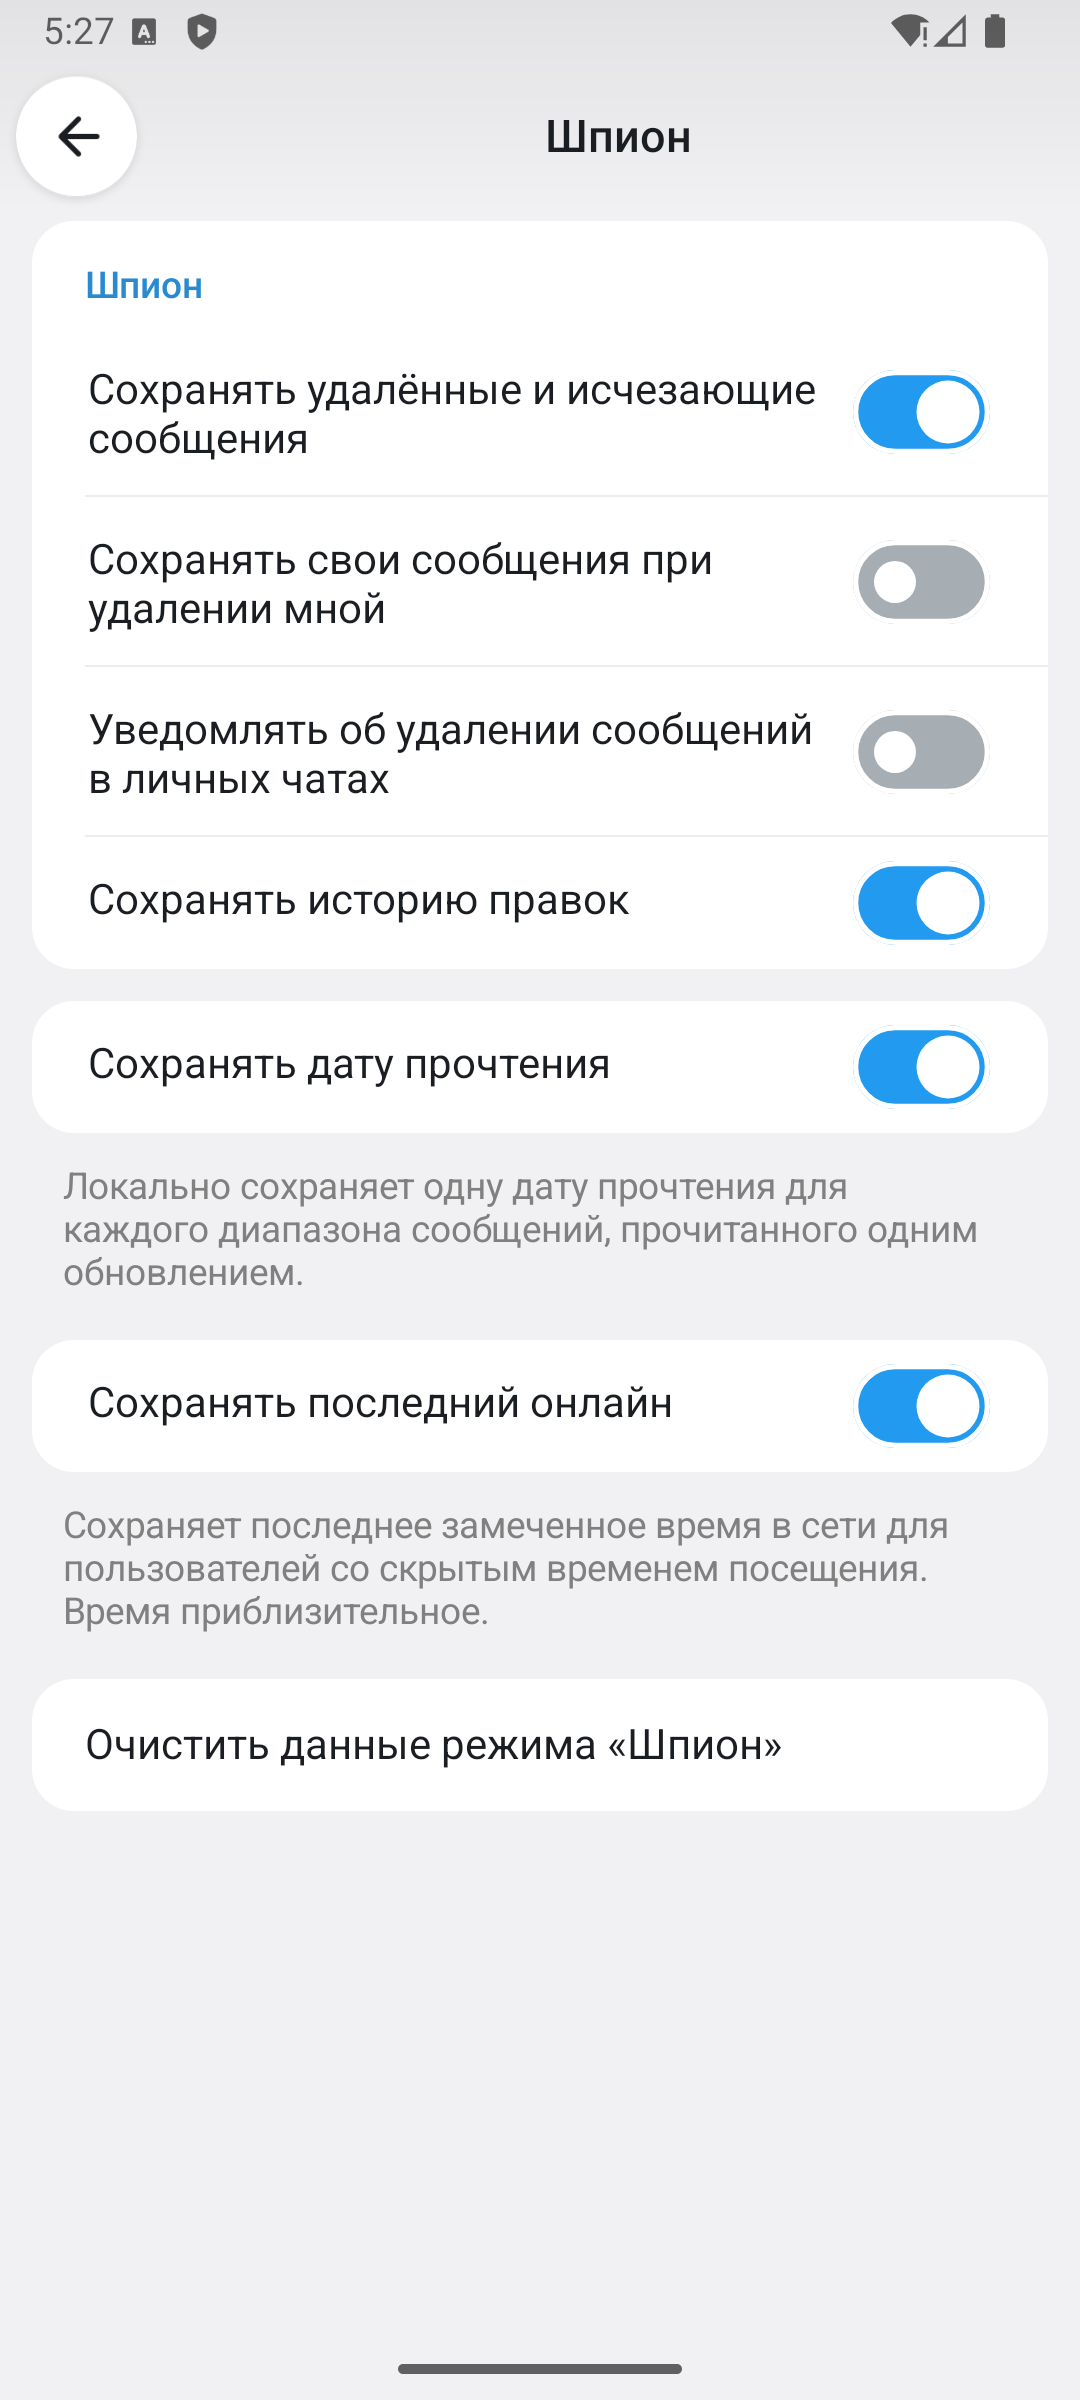 5:27
Шпион
Шпион
Сохранять удалённые и исчезающие
сообщения
Сохранять свои сообщения при
удалении мной
Уведомлять об удалении сообщений
в личных чатах
Сохранять историю правок
Сохранять дату прочтения
Локально сохраняет одну дату прочтения для
каждого диапазона сообщений, прочитанного одним
обновлением.
Сохранять последний онлайн
Сохраняет последнее замеченное время в сети для
пользователей со скрытым временем посещения.
Время приблизительное.
Очистить данные режима «Шпион»